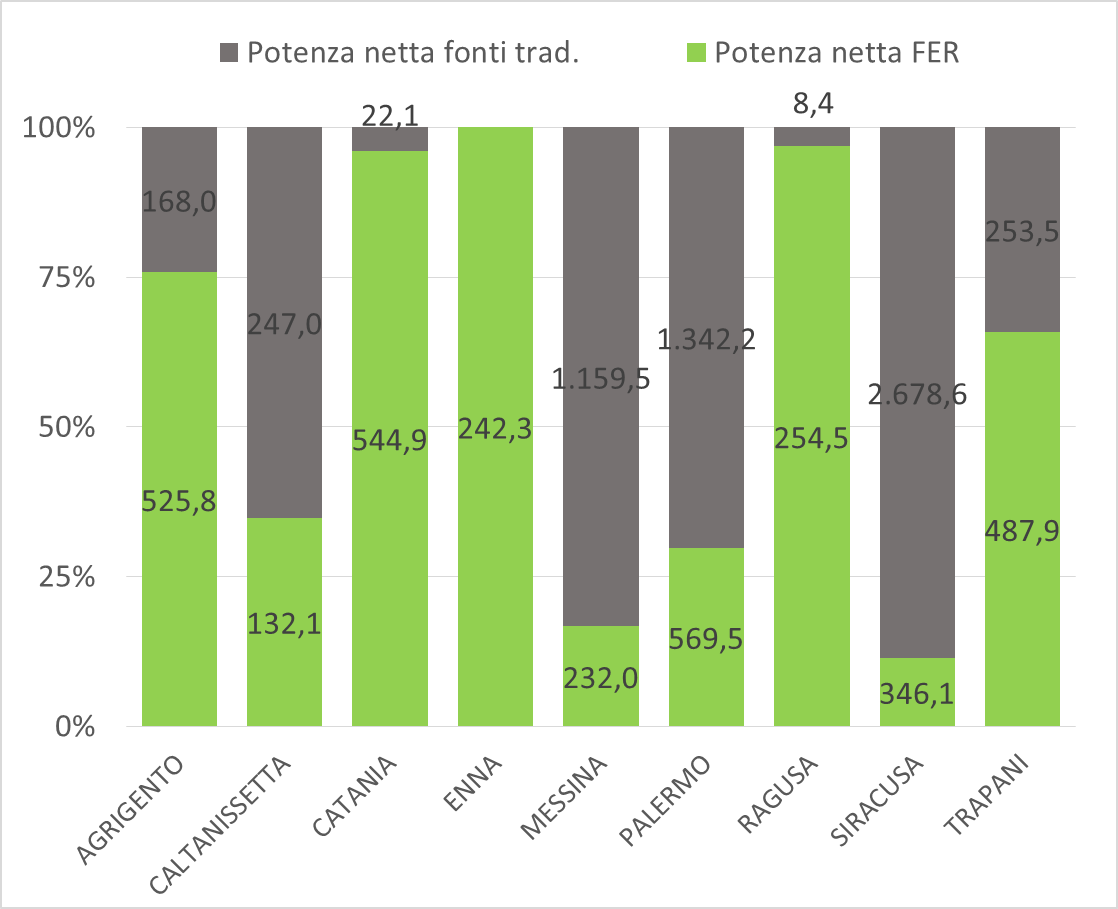 Potenza netta fonti trad. Potenza netta FER
22,1 8,4
100%
168,0 253,5
75%
247,0 1.342,2
1.159,5 2.678,6
50%
544,9 242,3 254,5
525,8 487,9
25%
132,1 569,5
232,0 346,1
0%
AGRIGENTO
CALTANISSETTA
CATANIA
ENNA
MESSINA
PALERMO
RAGUSA
SIRACUSA
TRAPANI